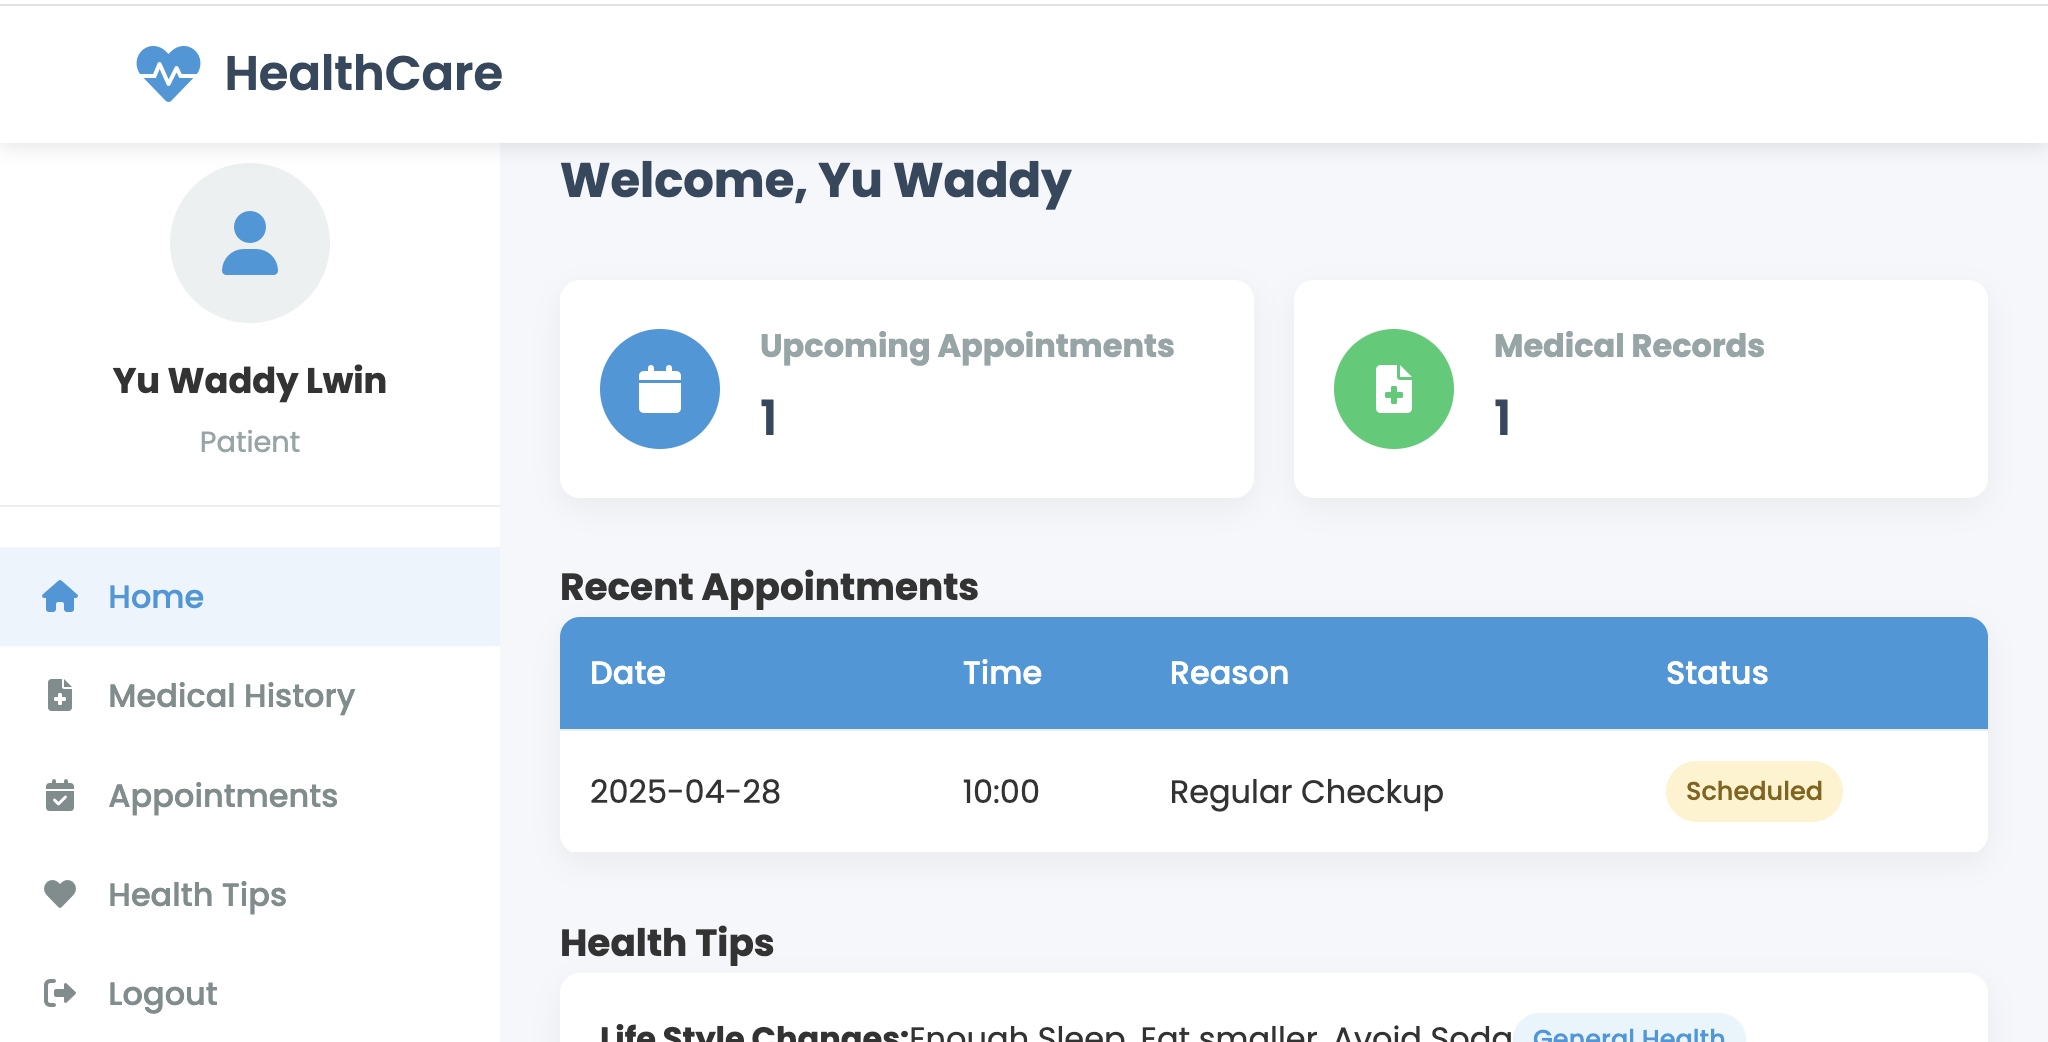 HealthCare
Yu Waddy Lwin
Patient
Home
Medical History
Appointments
Health Tips
Logout
Welcome, Yu Waddy
Upcoming Appointments
1
Medical Records
1
Recent Appointments
Date Time Reason Status
2025-04-28 10:00 Regular Checkup Scheduled
Health Tips
Life Style Changes:Enough Sleep, Eat smaller, Avoid Soda General Health